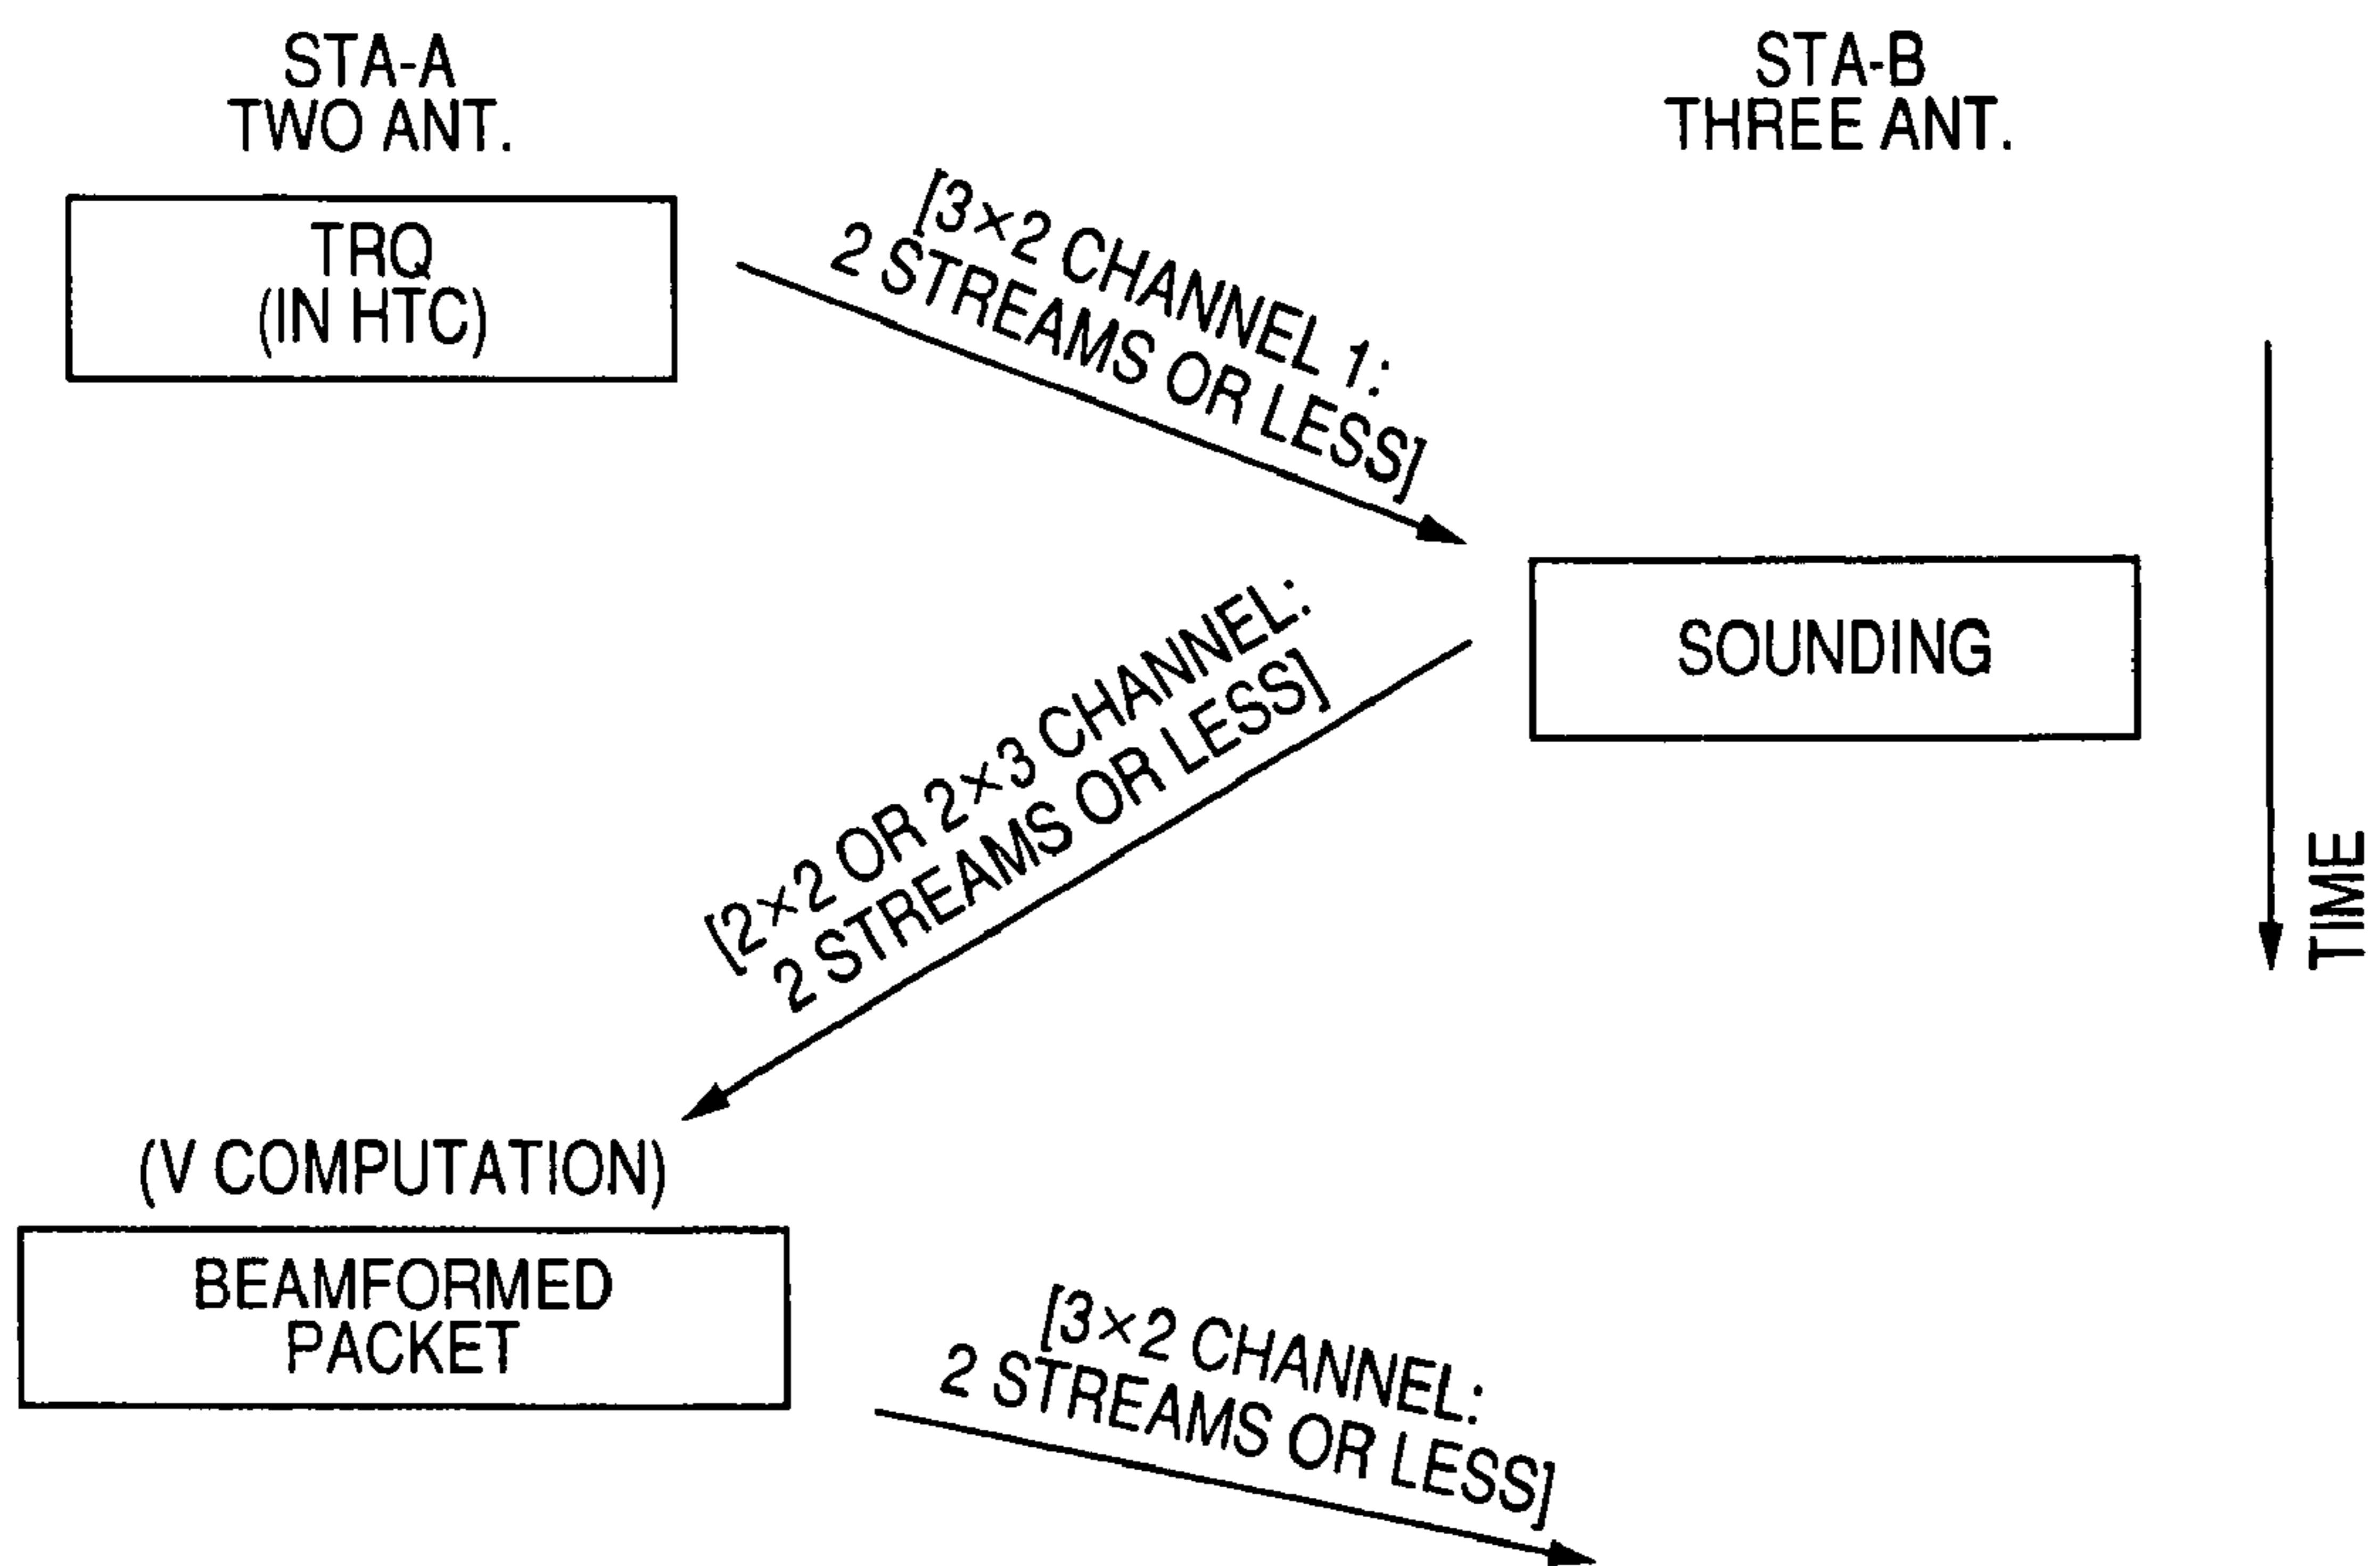 STA-A
TWO ANT.
STA-B
THREE ANT.
TRQ
(IN HTC)
[3×2 CHANNEL 1:
2 STREAMS OR LESS]
SOUNDING
[2×2 OR 2×3 CHANNEL:
2 STREAMS OR LESS]
TIME
(V COMPUTATION)
BEAMFORMED
PACKET
[3×2 CHANNEL:
2 STREAMS OR LESS]